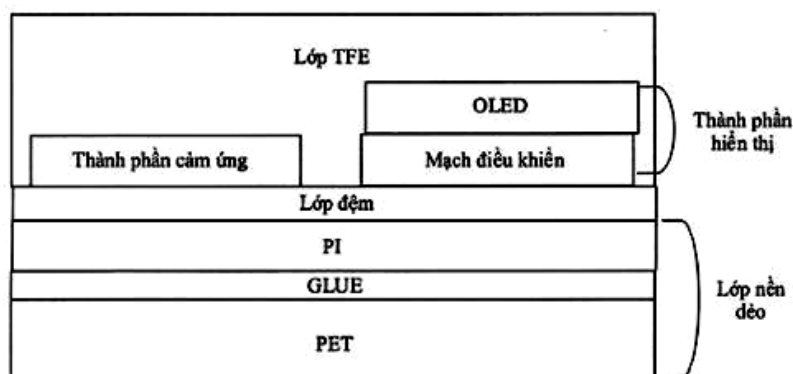 Lớp TFE
OLED
Thành phần
hiển thị
Thành phần cảm ứng
Mạch điều khiển
Lớp đệm
PI
GLUE
Lớp nền
dẻo
PET